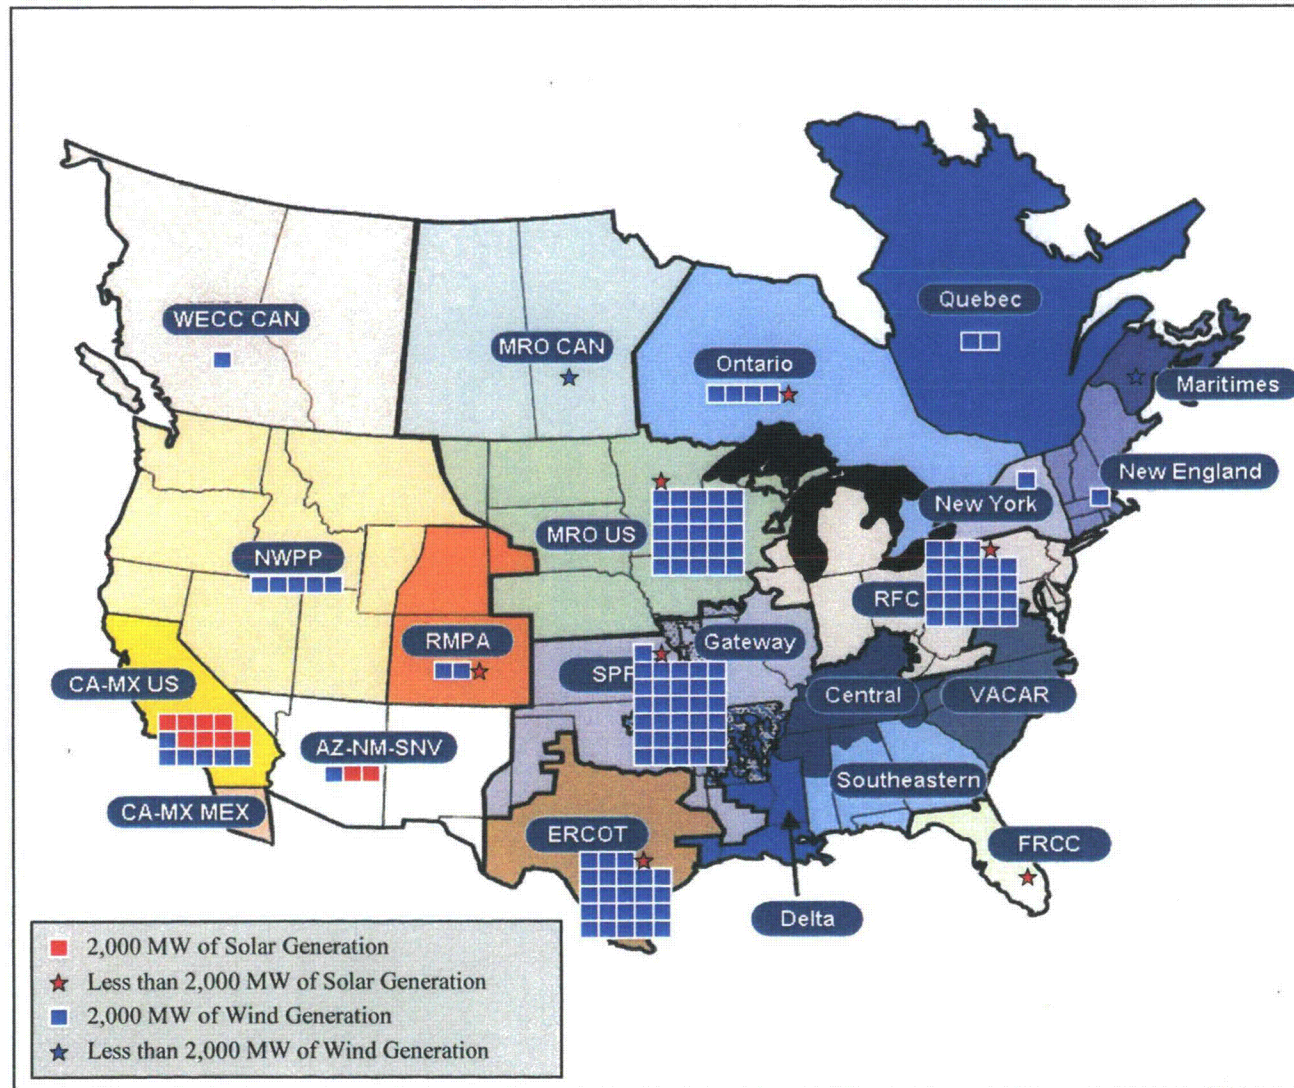 Quebec
WECC CAN
MRO CAN
Ontario
Maritimes
New England
New York
MRO US
NWPP
RFC
RMPA
Gateway
SPP
CA-MX US
Central
VACAR
AZ-NM-SNV
Southeastern
CA-MX MEX
ERCOT
FRCC
Delta
2,000 MW of Solar Generation
Less than 2,000 MW of Solar Generation
2,000 MW of Wind Generation
Less than 2,000 MW of Wind Generation